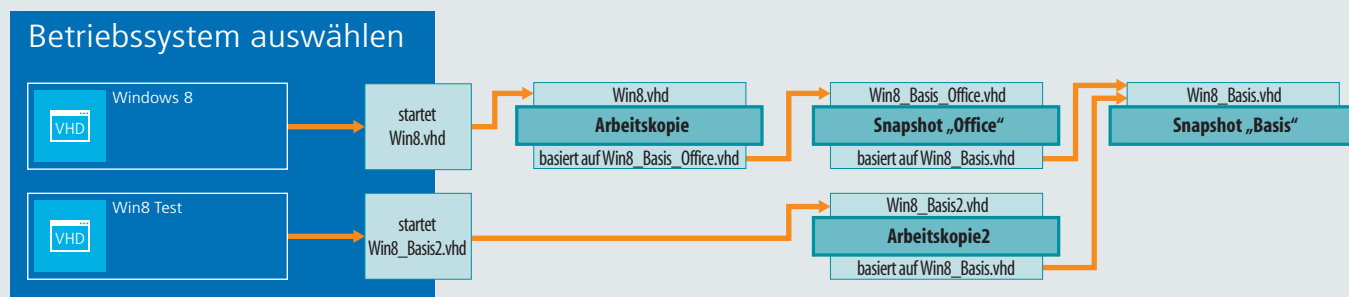 Betriebssystem auswählen
Windows 8
VHD
startet
Win8.vhd
Win8.vhd
Arbeitskopie
basiert auf Win8_Basis_Office.vhd
Win8_Basis_Office.vhd
Snapshot „Office“
basiert auf Win8_Basis.vhd
Win8_Basis.vhd
Snapshot „Basis“
Win8 Test
VHD
startet
Win8_Basis2.vhd
Win8_Basis2.vhd
Arbeitskopie2
basiert auf Win8_Basis.vhd